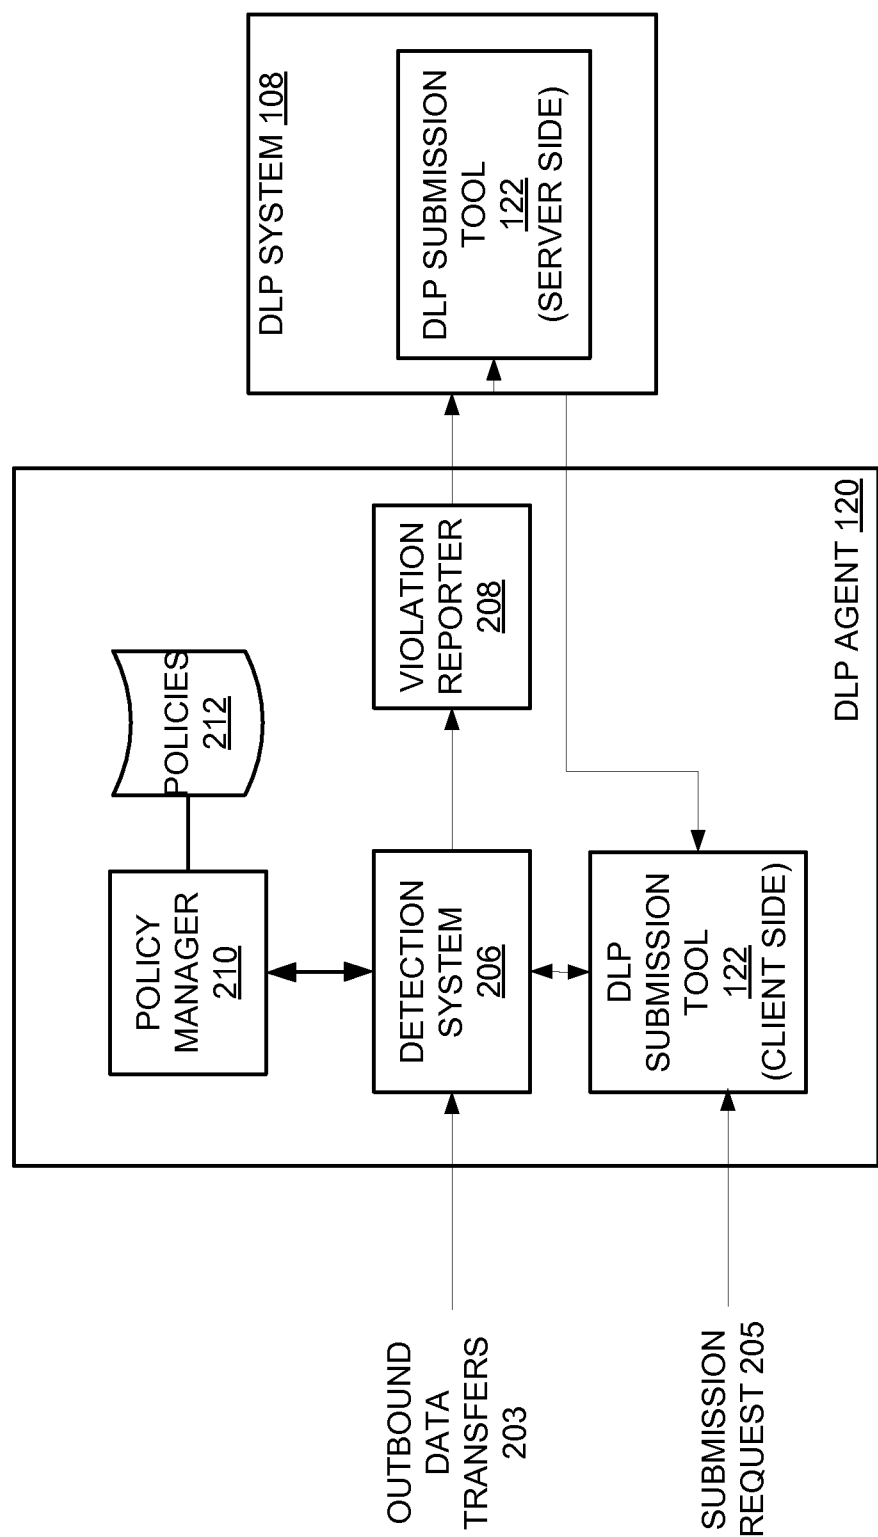 POLICY
MANAGER
210
POLICIES
212
OUTBOUND
DATA
TRANSFERS
203
DETECTION
SYSTEM
206
VIOLATION
REPORTER
208
DLP SYSTEM 108
DLP SUBMISSION
TOOL
122
(SERVER SIDE)
SUBMISSION
REQUEST 205
DLP
SUBMISSION
TOOL
122
(CLIENT SIDE)
DLP AGENT 120